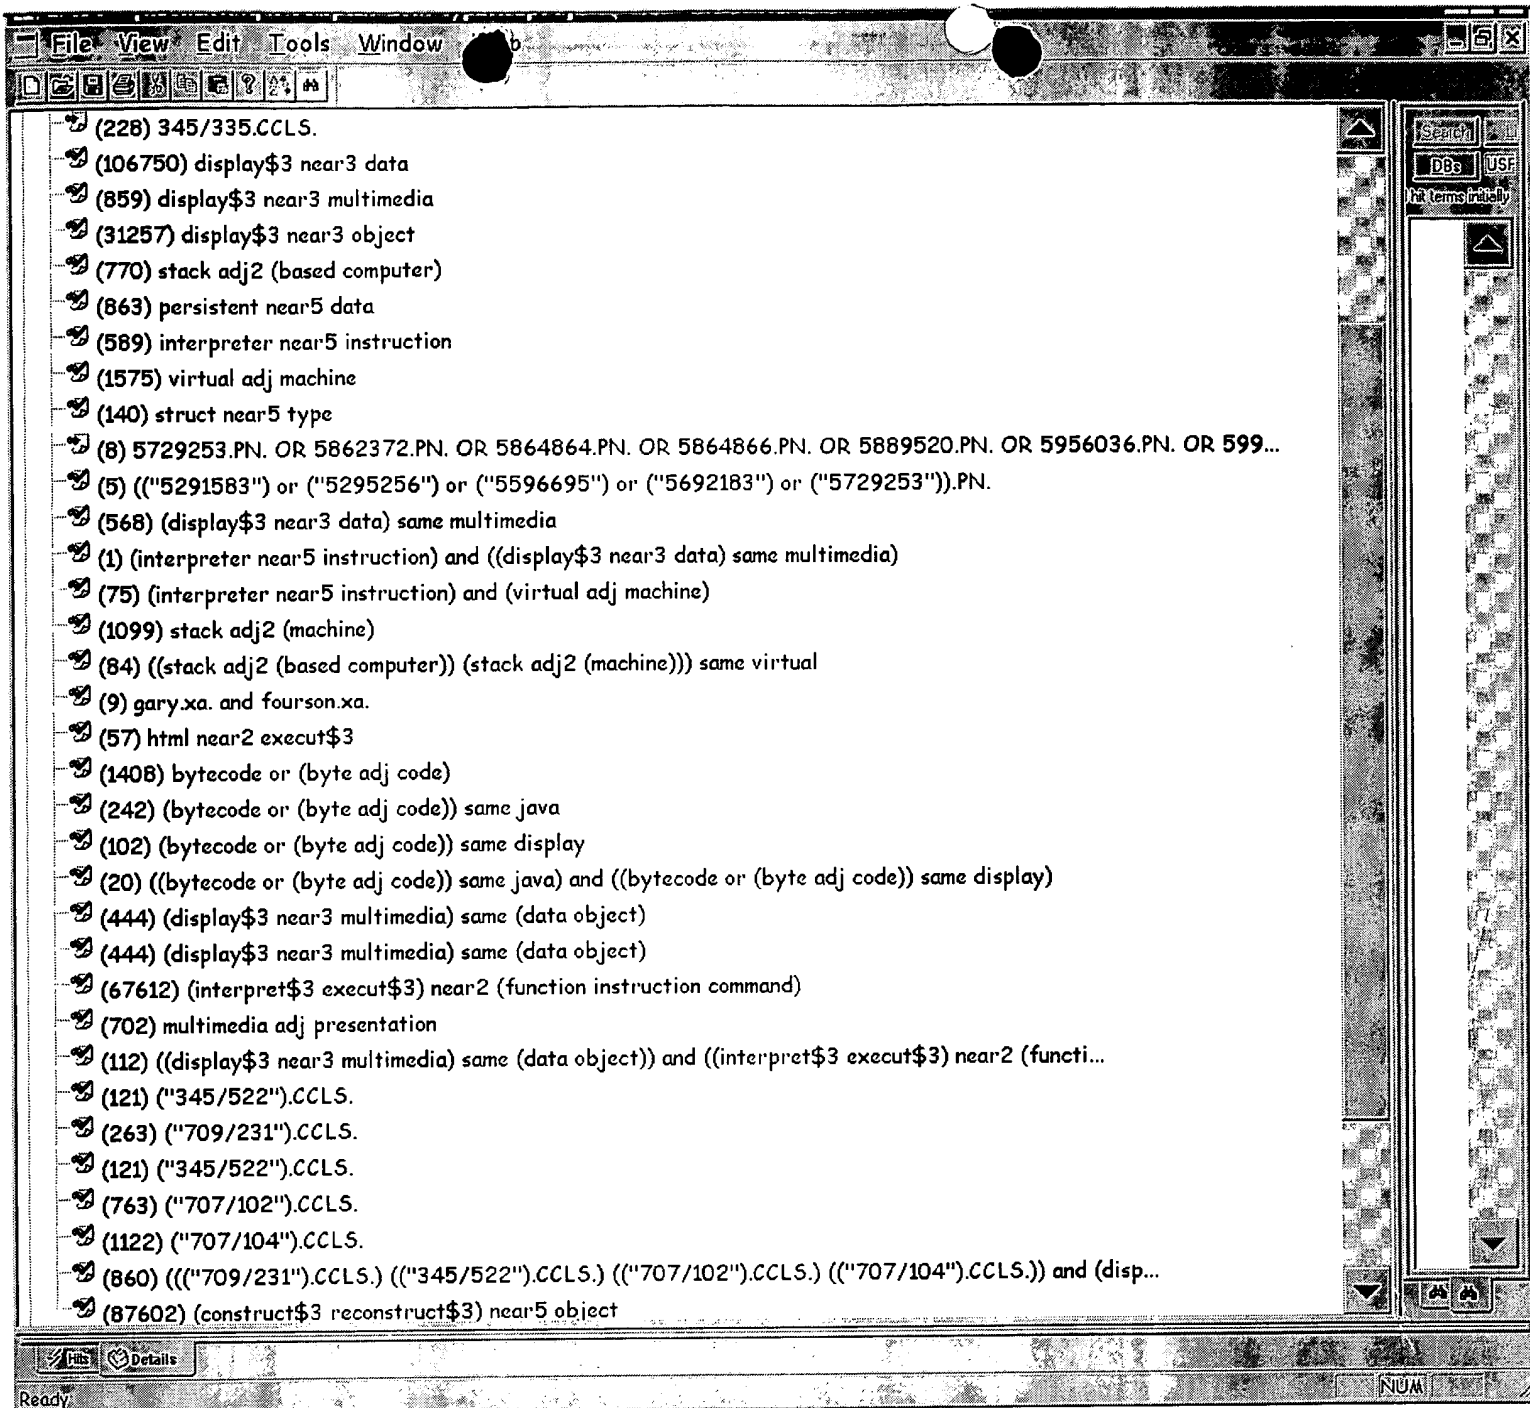 File View Edit Tools Window
(228) 345/335.CCLS.
(106750) display$3 near3 data
(859) display$3 near3 multimedia
(31257) display$3 near3 object
(770) stack adj2 (based computer)
(863) persistent near5 data
(589) interpreter near5 instruction
(1575) virtual adj machine
(140) struct near5 type
(8) 5729253.PN. OR 5862372.PN. OR 5864864.PN. OR 5864866.PN. OR 5889520.PN. OR 5956036.PN. OR 599...
(5) (("5291583") or ("5295256") or ("5596695") or ("5692183") or ("5729253")).PN.
(568) (display$3 near3 data) same multimedia
(1) (interpreter near5 instruction) and ((display$3 near3 data) same multimedia)
(75) (interpreter near5 instruction) and (virtual adj machine)
(1099) stack adj2 (machine)
(84) ((stack adj2 (based computer)) (stack adj2 (machine))) same virtual
(9) gary.xa. and fourson.xa.
(57) html near2 execut$3
(1408) bytecode or (byte adj code)
(242) (bytecode or (byte adj code)) same java
(102) (bytecode or (byte adj code)) same display
(20) ((bytecode or (byte adj code)) same java) and ((bytecode or (byte adj code)) same display)
(444) (display$3 near3 multimedia) same (data object)
(444) (display$3 near3 multimedia) same (data object)
(67612) (interpret$3 execut$3) near2 (function instruction command)
(702) multimedia adj presentation
(112) ((display$3 near3 multimedia) same (data object)) and ((interpret$3 execut$3) near2 (functi...
(121) ("345/522").CCLS.
(263) ("709/231").CCLS.
(121) ("345/522").CCLS.
(763) ("707/102").CCLS.
(1122) ("707/104").CCLS.
(860) ((("709/231").CCLS.) (("345/522").CCLS.) (("707/102").CCLS.) (("707/104").CCLS.)) and (disp...
(87602) (construct$3 reconstruct$3) near5 object
Search Li
DBs USF
hit terms initially
Hits Details
Ready
NUM